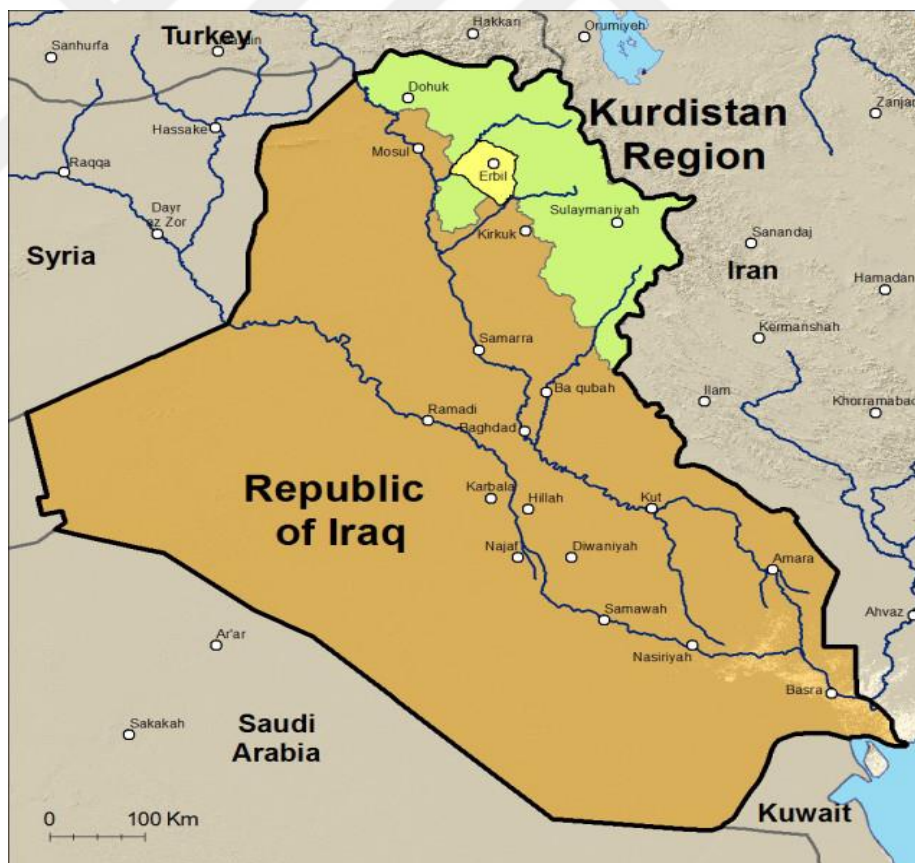 Hakkari
Orumiyeh
Turkey
Sanhurfa
Dohuk
Kurdistan
Region
Zanjan
Hassake
Mosul
Raqqa
Erbil
Dayr
az Zor
Sulaymaniyah
Kirkuk
Sanandaj
Syria
Iran
Hamadan
Kermanshah
Samarra
Ba qubah
Ilam
Khorramabad
Ramadi
Baghdad
Republic
of Iraq
Karbala
Hillah
Kut
Najaf
Diwaniyah
Amara
Samawah
Ahvaz
Ar'ar
Nasiriyah
Basra
Sakakah
Saudi
Arabia
Kuwait
0 100 Km